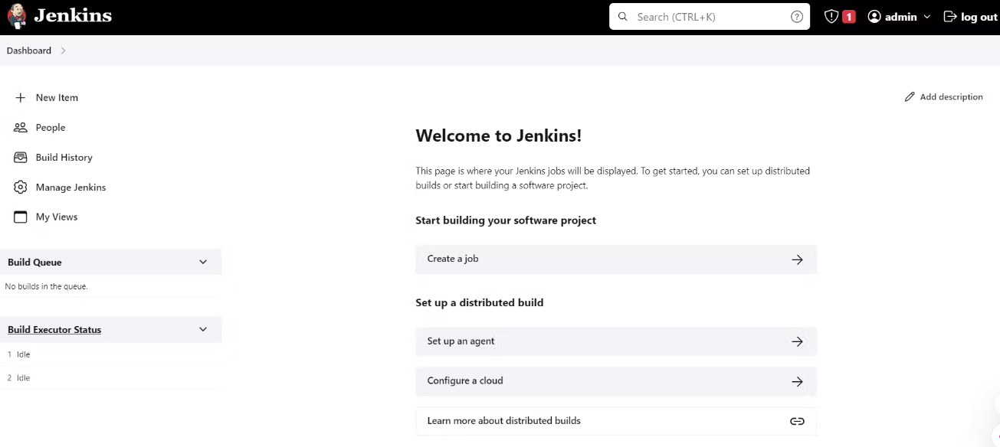 Jenkins
Search (CTRL+K)
?
1
admin
log out
Dashboard
New Item
People
Build History
Manage Jenkins
My Views
Build Queue
No builds in the queue.
Build Executor Status
1 Idle
2 Idle
Add description
Welcome to Jenkins!
This page is where your Jenkins jobs will be displayed. To get started, you can set up distributed
builds or start building a software project.
Start building your software project
Create a job
Set up a distributed build
Set up an agent
Configure a cloud
Learn more about distributed builds